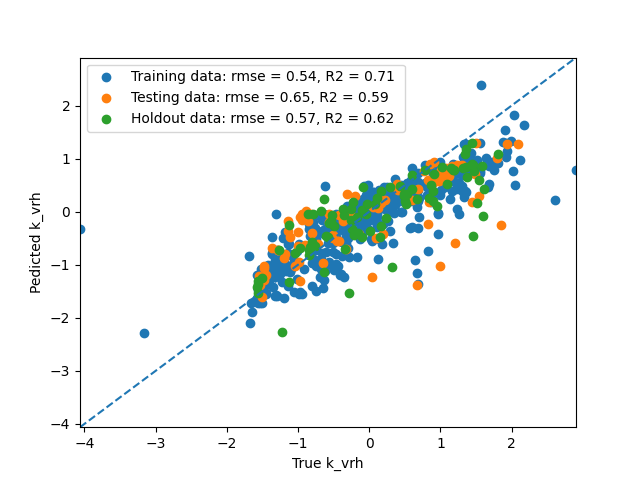 Training data: rmse = 0.54, R2 = 0.71
Testing data: rmse = 0.65, R2 = 0.59
Holdout data: rmse = 0.57, R2 = 0.62
Pedicted k_vrh
2
1
0
−1
−2
−3
−4
−4 −3 −2 −1 0 1 2
True k_vrh